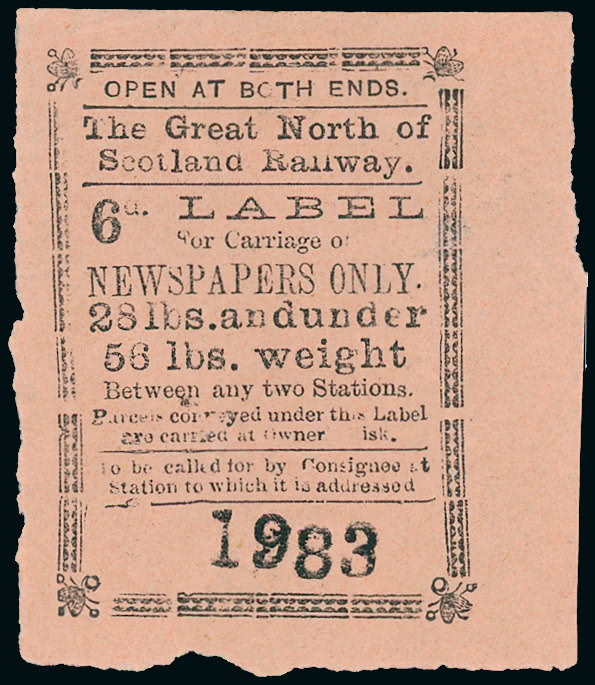 OPEN AT BOTH ENDS.
The Great North of
Scotland Railway.
6d. LABEL
For Carriage of
NEWSPAPERS ONLY.
28 lbs. and under
56 lbs. weight
Between any two Stations.
Parcels conveyed under this Label
are carried at Owner isk.
To be called for by Consignee at
Station to which it is addressed
1983